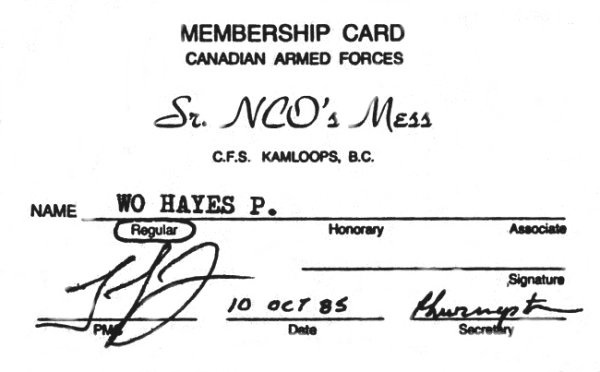 MEMBERSHIP CARD
CANADIAN ARMED FORCES
Sr. NCO's Mess
C.F.S. KAMLOOPS, B.C.
NAME WO HAYES P.
Regular Honorary Associate
Signature
10 OCT 85
PMC Date Secretary